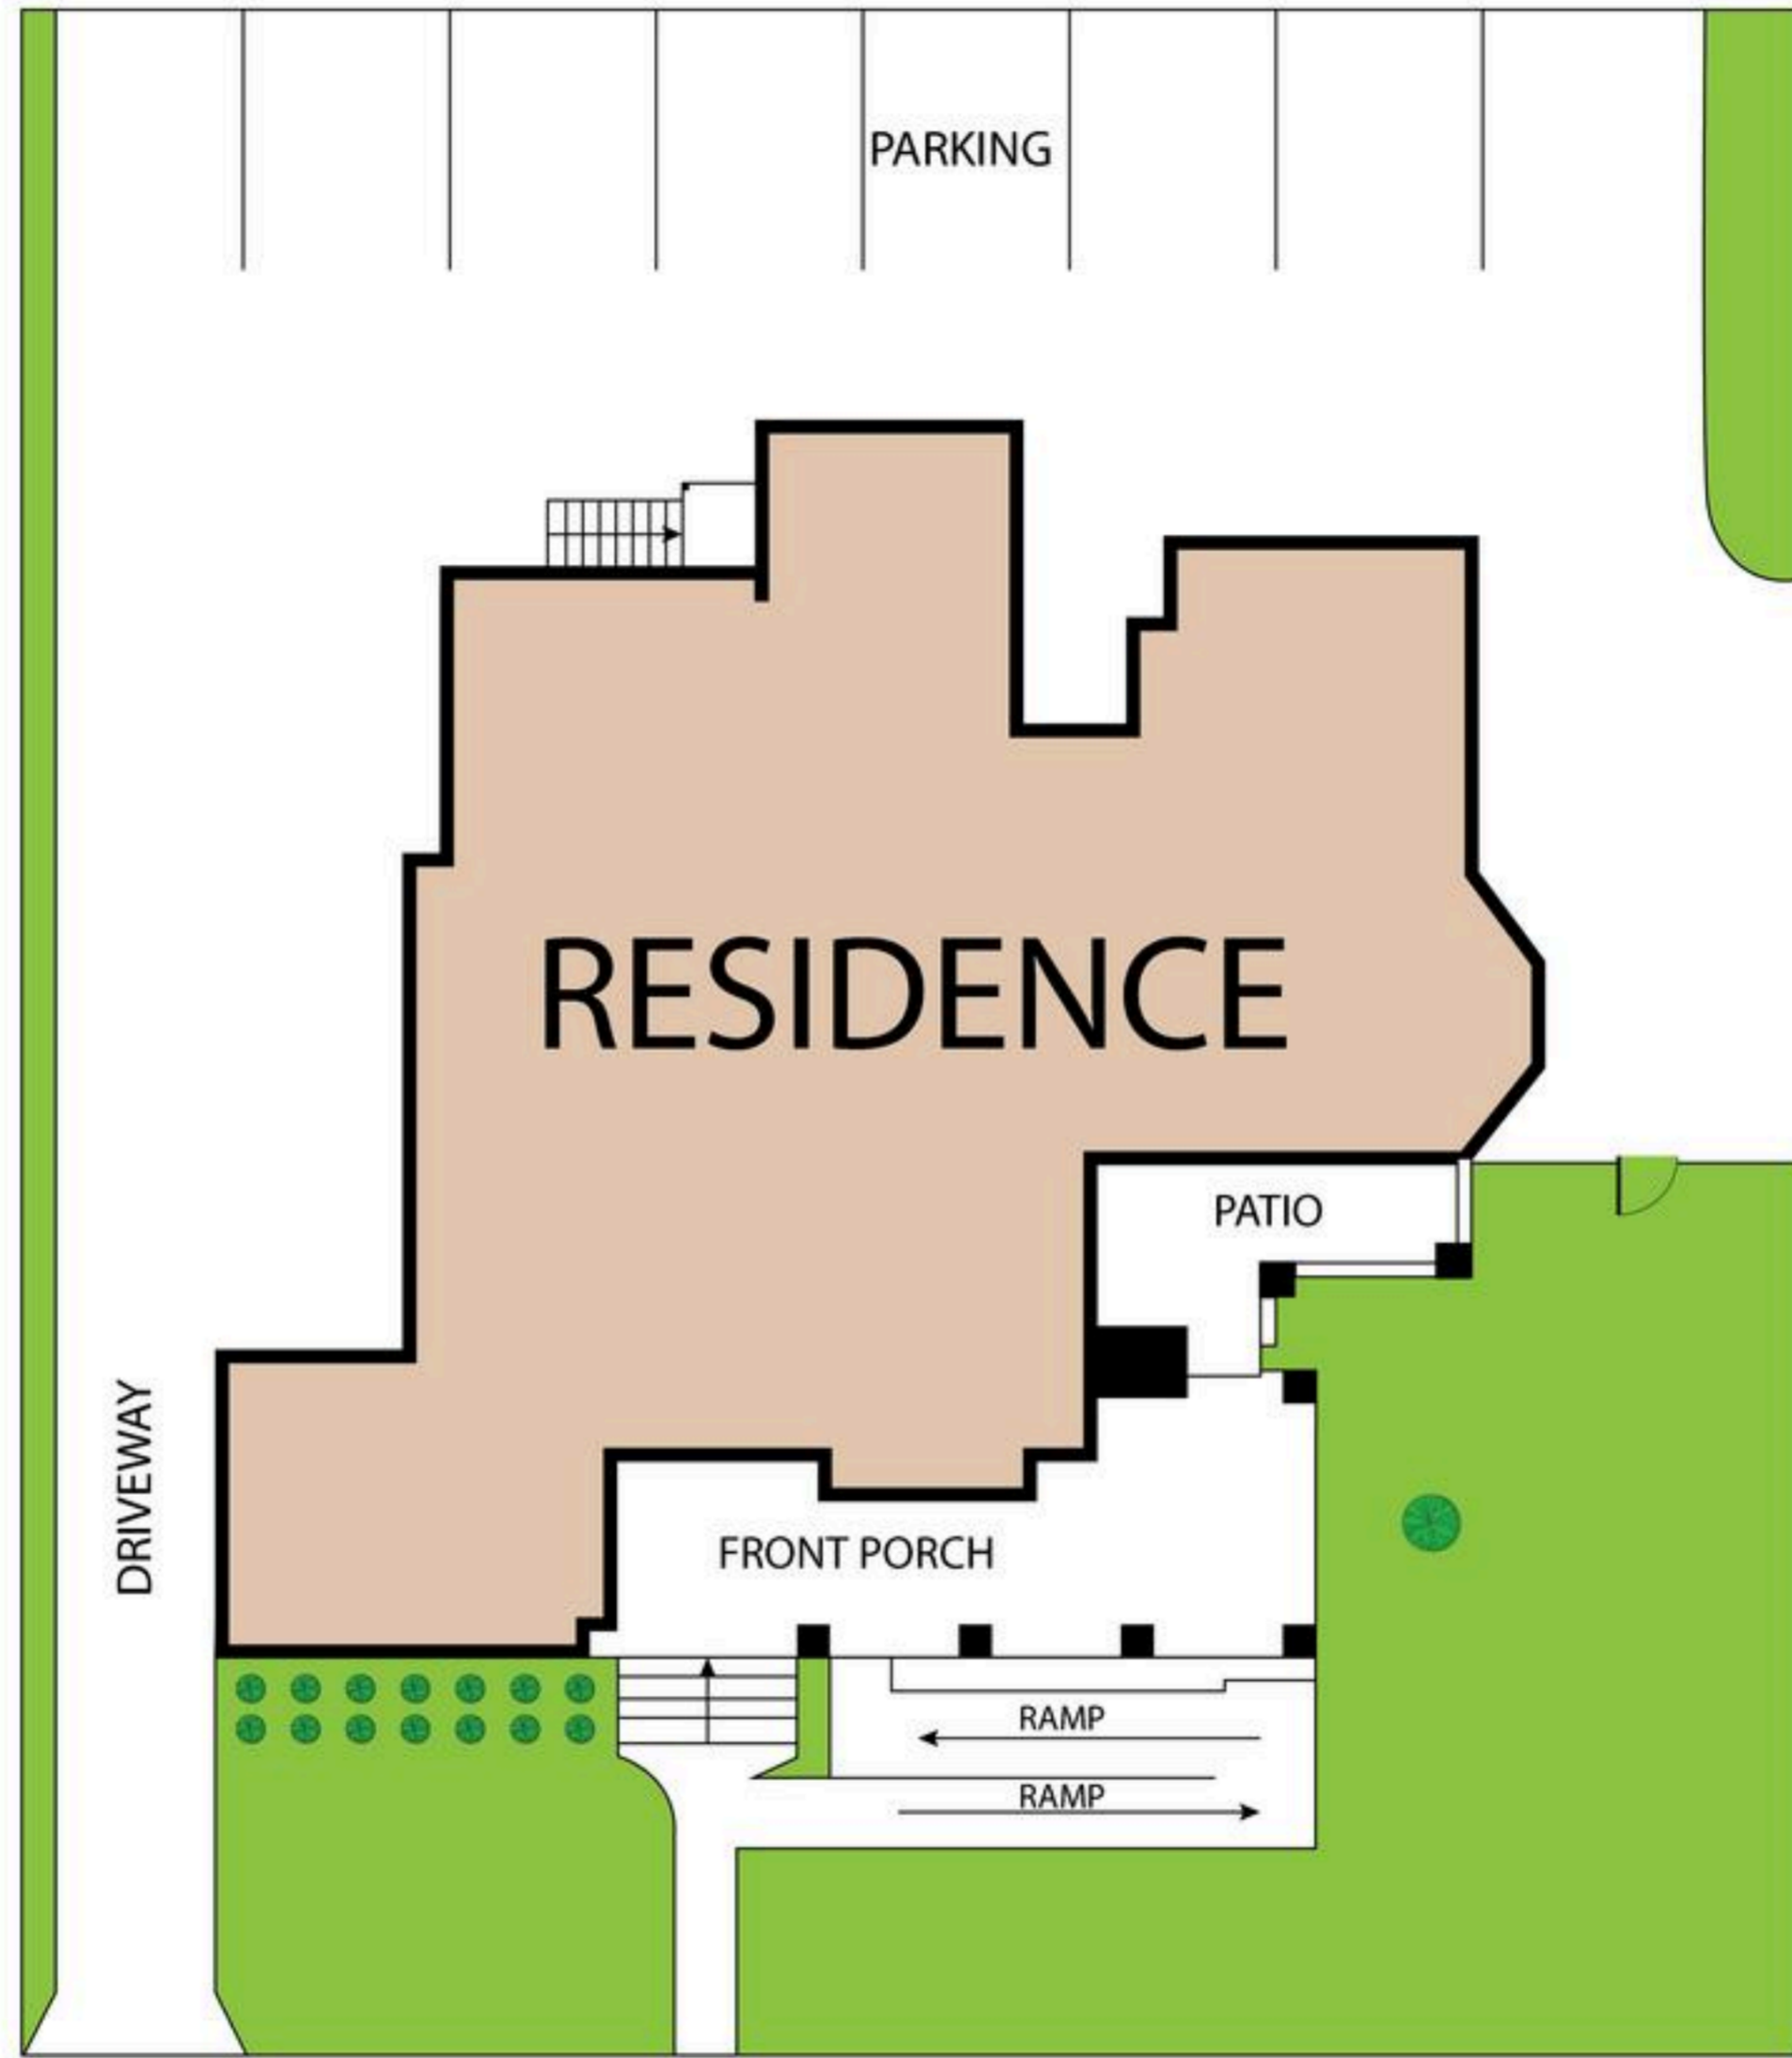 PARKING
RESIDENCE
PATIO
DRIVEWAY
FRONT PORCH
RAMP
RAMP